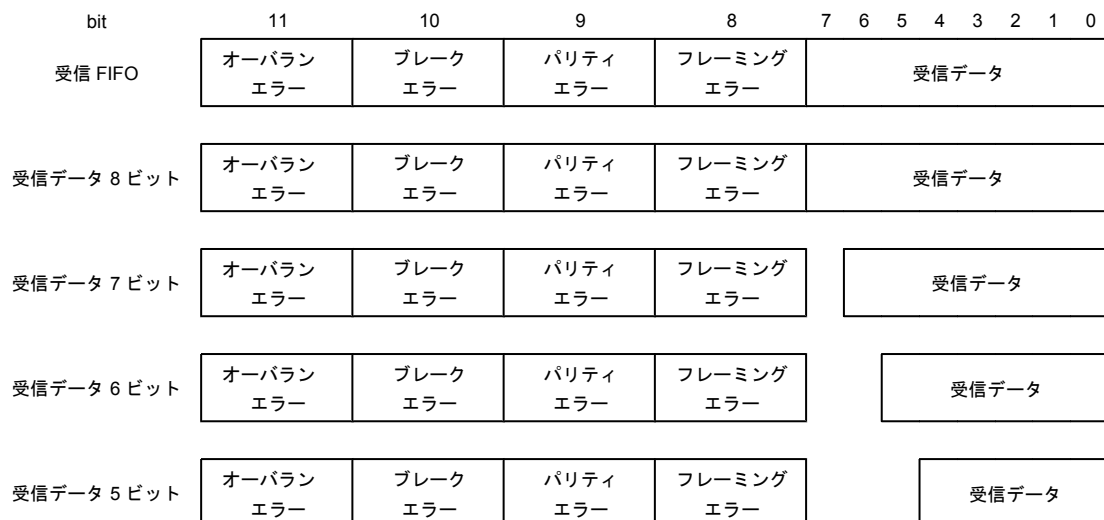 bit 11 10 9 8 7 6 5 4 3 2 1 0
受信 FIFO オーバラン エラー ブレーク エラー パリティ エラー フレーミング エラー 受信データ
受信データ 8 ビット オーバラン エラー ブレーク エラー パリティ エラー フレーミング エラー 受信データ
受信データ 7 ビット オーバラン エラー ブレーク エラー パリティ エラー フレーミング エラー 受信データ
受信データ 6 ビット オーバラン エラー ブレーク エラー パリティ エラー フレーミング エラー 受信データ
受信データ 5 ビット オーバラン エラー ブレーク エラー パリティ エラー フレーミング エラー 受信データ